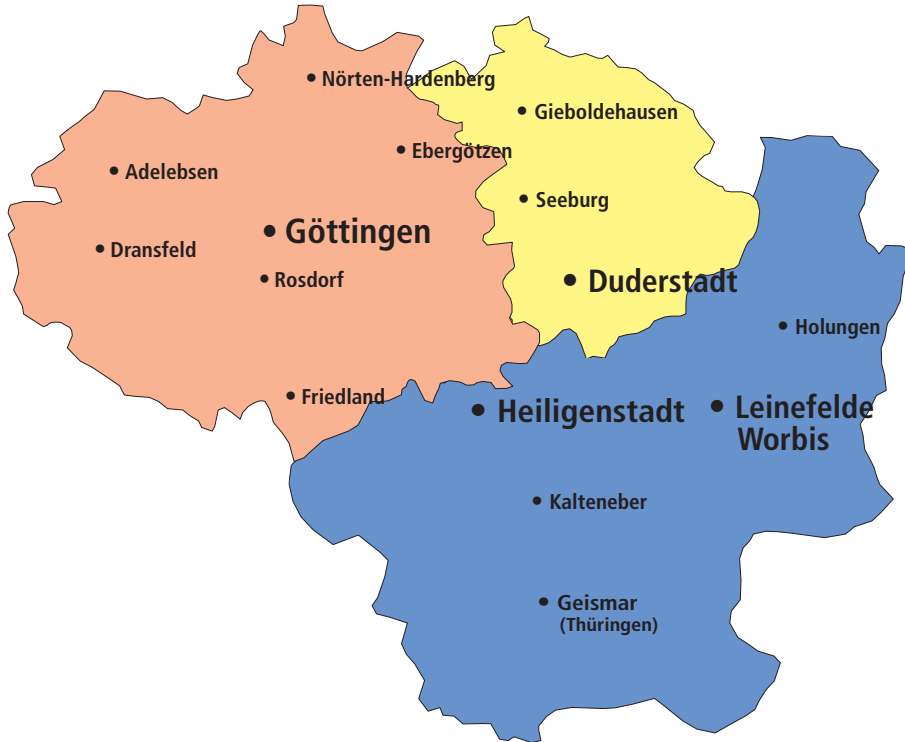 Nörten-Hardenberg
Gieboldehausen
Ebergötzen
Adelebsen
Seeburg
Göttingen
Dransfeld
Rosdorf
Duderstadt
Holungen
Friedland
Heiligenstadt
Leinefelde
Worbis
Kalteneber
Geismar
(Thüringen)